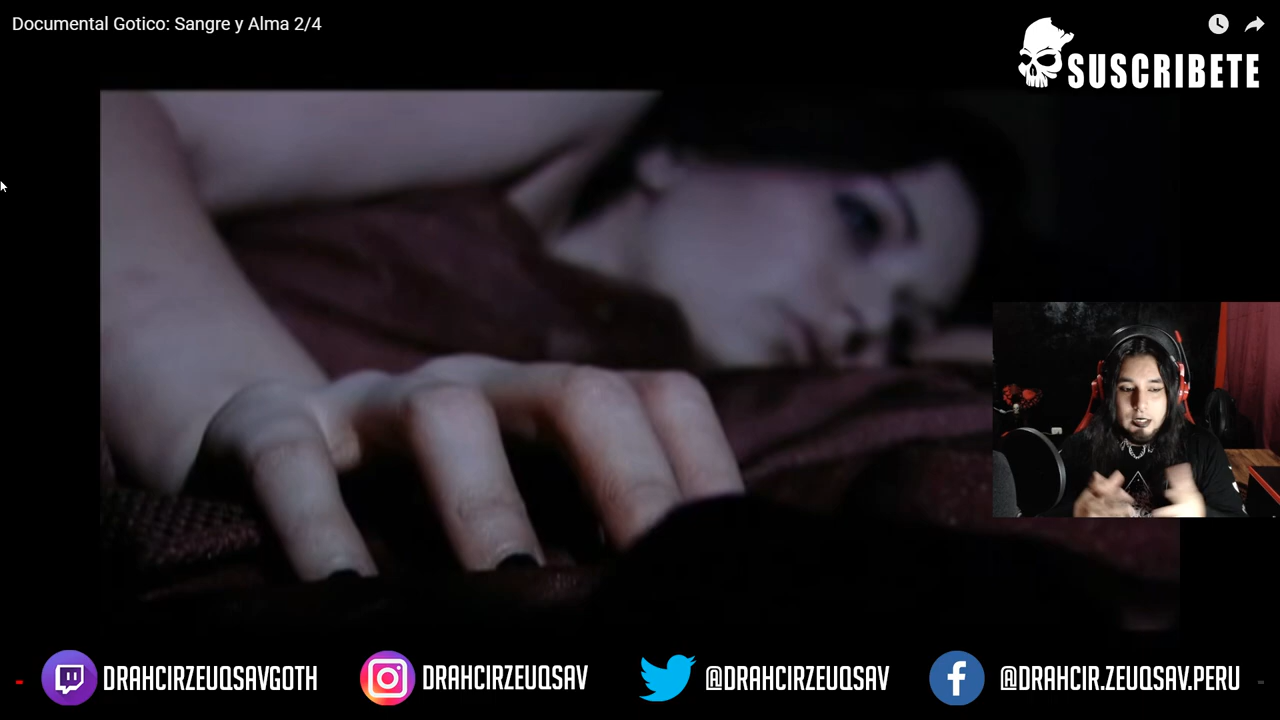 Documental Gotico: Sangre y Alma 2/4
SUSCRIBETE
DRAHCIRZEUQSAVGOTH
DRAHCIRZEUQSAV
@DRAHCIRZEUQSAV
@DRAHCIR.ZEUQSAV.PERU